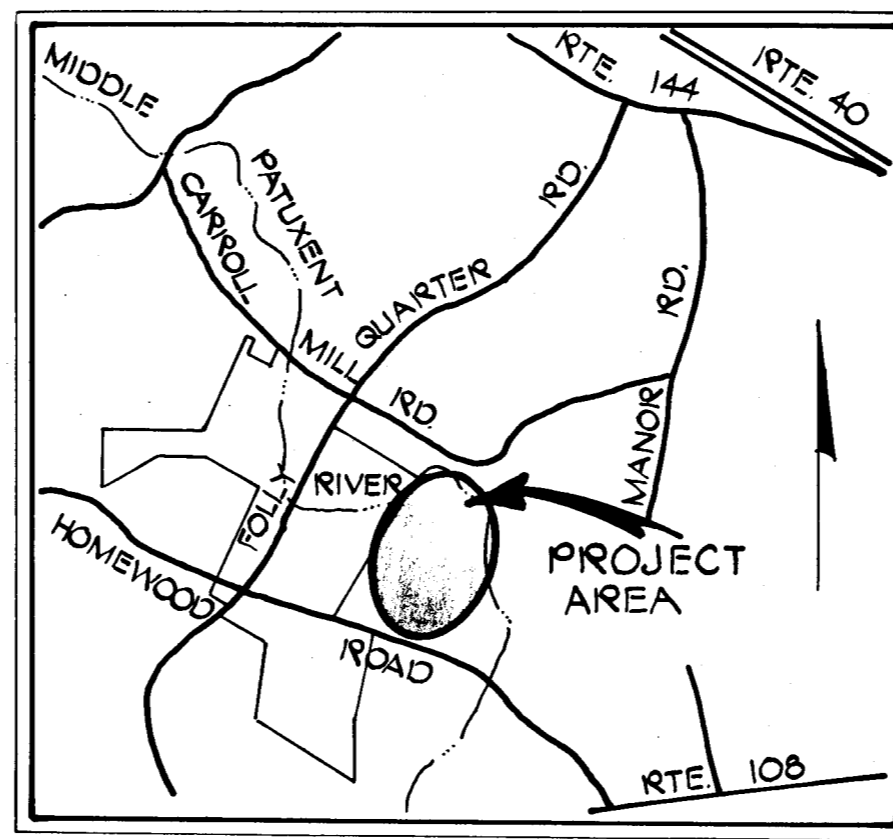 MIDDLE
PATUXENT
RIVER
CARROLL MILL RD.
FOLLY QUARTER RD.
RTE. 144
RTE. 40
MANOR RD.
HOMEWOOD ROAD
PROJECT
AREA
RTE. 108